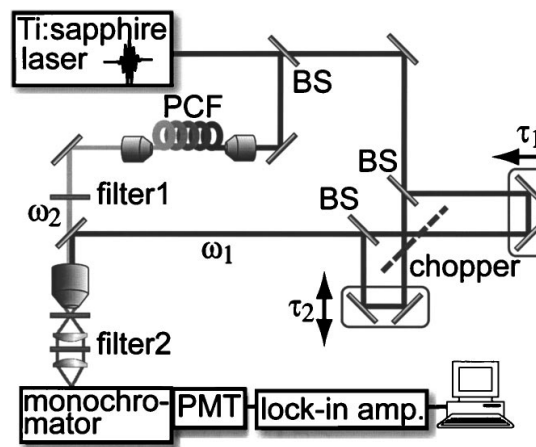 Ti:sapphire
laser
BS
PCF
τ1
BS
filter1
BS
ω2
ω1
chopper
τ2
filter2
monochro-
mator
PMT
lock-in amp.